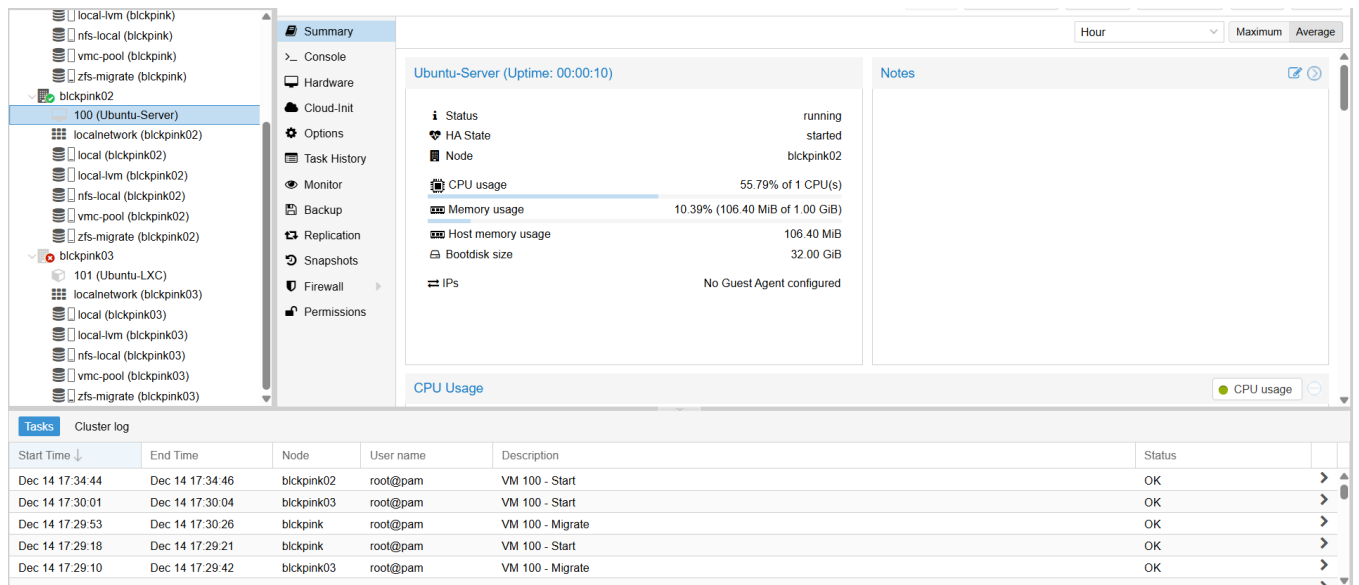 local-lvm (blckpink)
nfs-local (blckpink)
vmc-pool (blckpink)
zfs-migrate (blckpink)
blckpink02
100 (Ubuntu-Server)
localnetwork (blckpink02)
local (blckpink02)
local-lvm (blckpink02)
nfs-local (blckpink02)
vmc-pool (blckpink02)
zfs-migrate (blckpink02)
blckpink03
101 (Ubuntu-LXC)
localnetwork (blckpink03)
local (blckpink03)
local-lvm (blckpink03)
nfs-local (blckpink03)
vmc-pool (blckpink03)
zfs-migrate (blckpink03)
Summary
Console
Hardware
Cloud-Init
Options
Task History
Monitor
Backup
Replication
Snapshots
Firewall
Permissions
Hour Maximum Average
Ubuntu-Server (Uptime: 00:00:10)
Status running
HA State started
Node blckpink02
CPU usage 55.79% of 1 CPU(s)
Memory usage 10.39% (106.40 MiB of 1.00 GiB)
Host memory usage 106.40 MiB
Bootdisk size 32.00 GiB
IPs No Guest Agent configured
Notes
CPU Usage CPU usage
Tasks Cluster log
Start Time End Time Node User name Description Status
Dec 14 17:34:44 Dec 14 17:34:46 blckpink02 root@pam VM 100 - Start OK
Dec 14 17:30:01 Dec 14 17:30:04 blckpink03 root@pam VM 100 - Start OK
Dec 14 17:29:53 Dec 14 17:30:26 blckpink root@pam VM 100 - Migrate OK
Dec 14 17:29:18 Dec 14 17:29:21 blckpink root@pam VM 100 - Start OK
Dec 14 17:29:10 Dec 14 17:29:42 blckpink03 root@pam VM 100 - Migrate OK